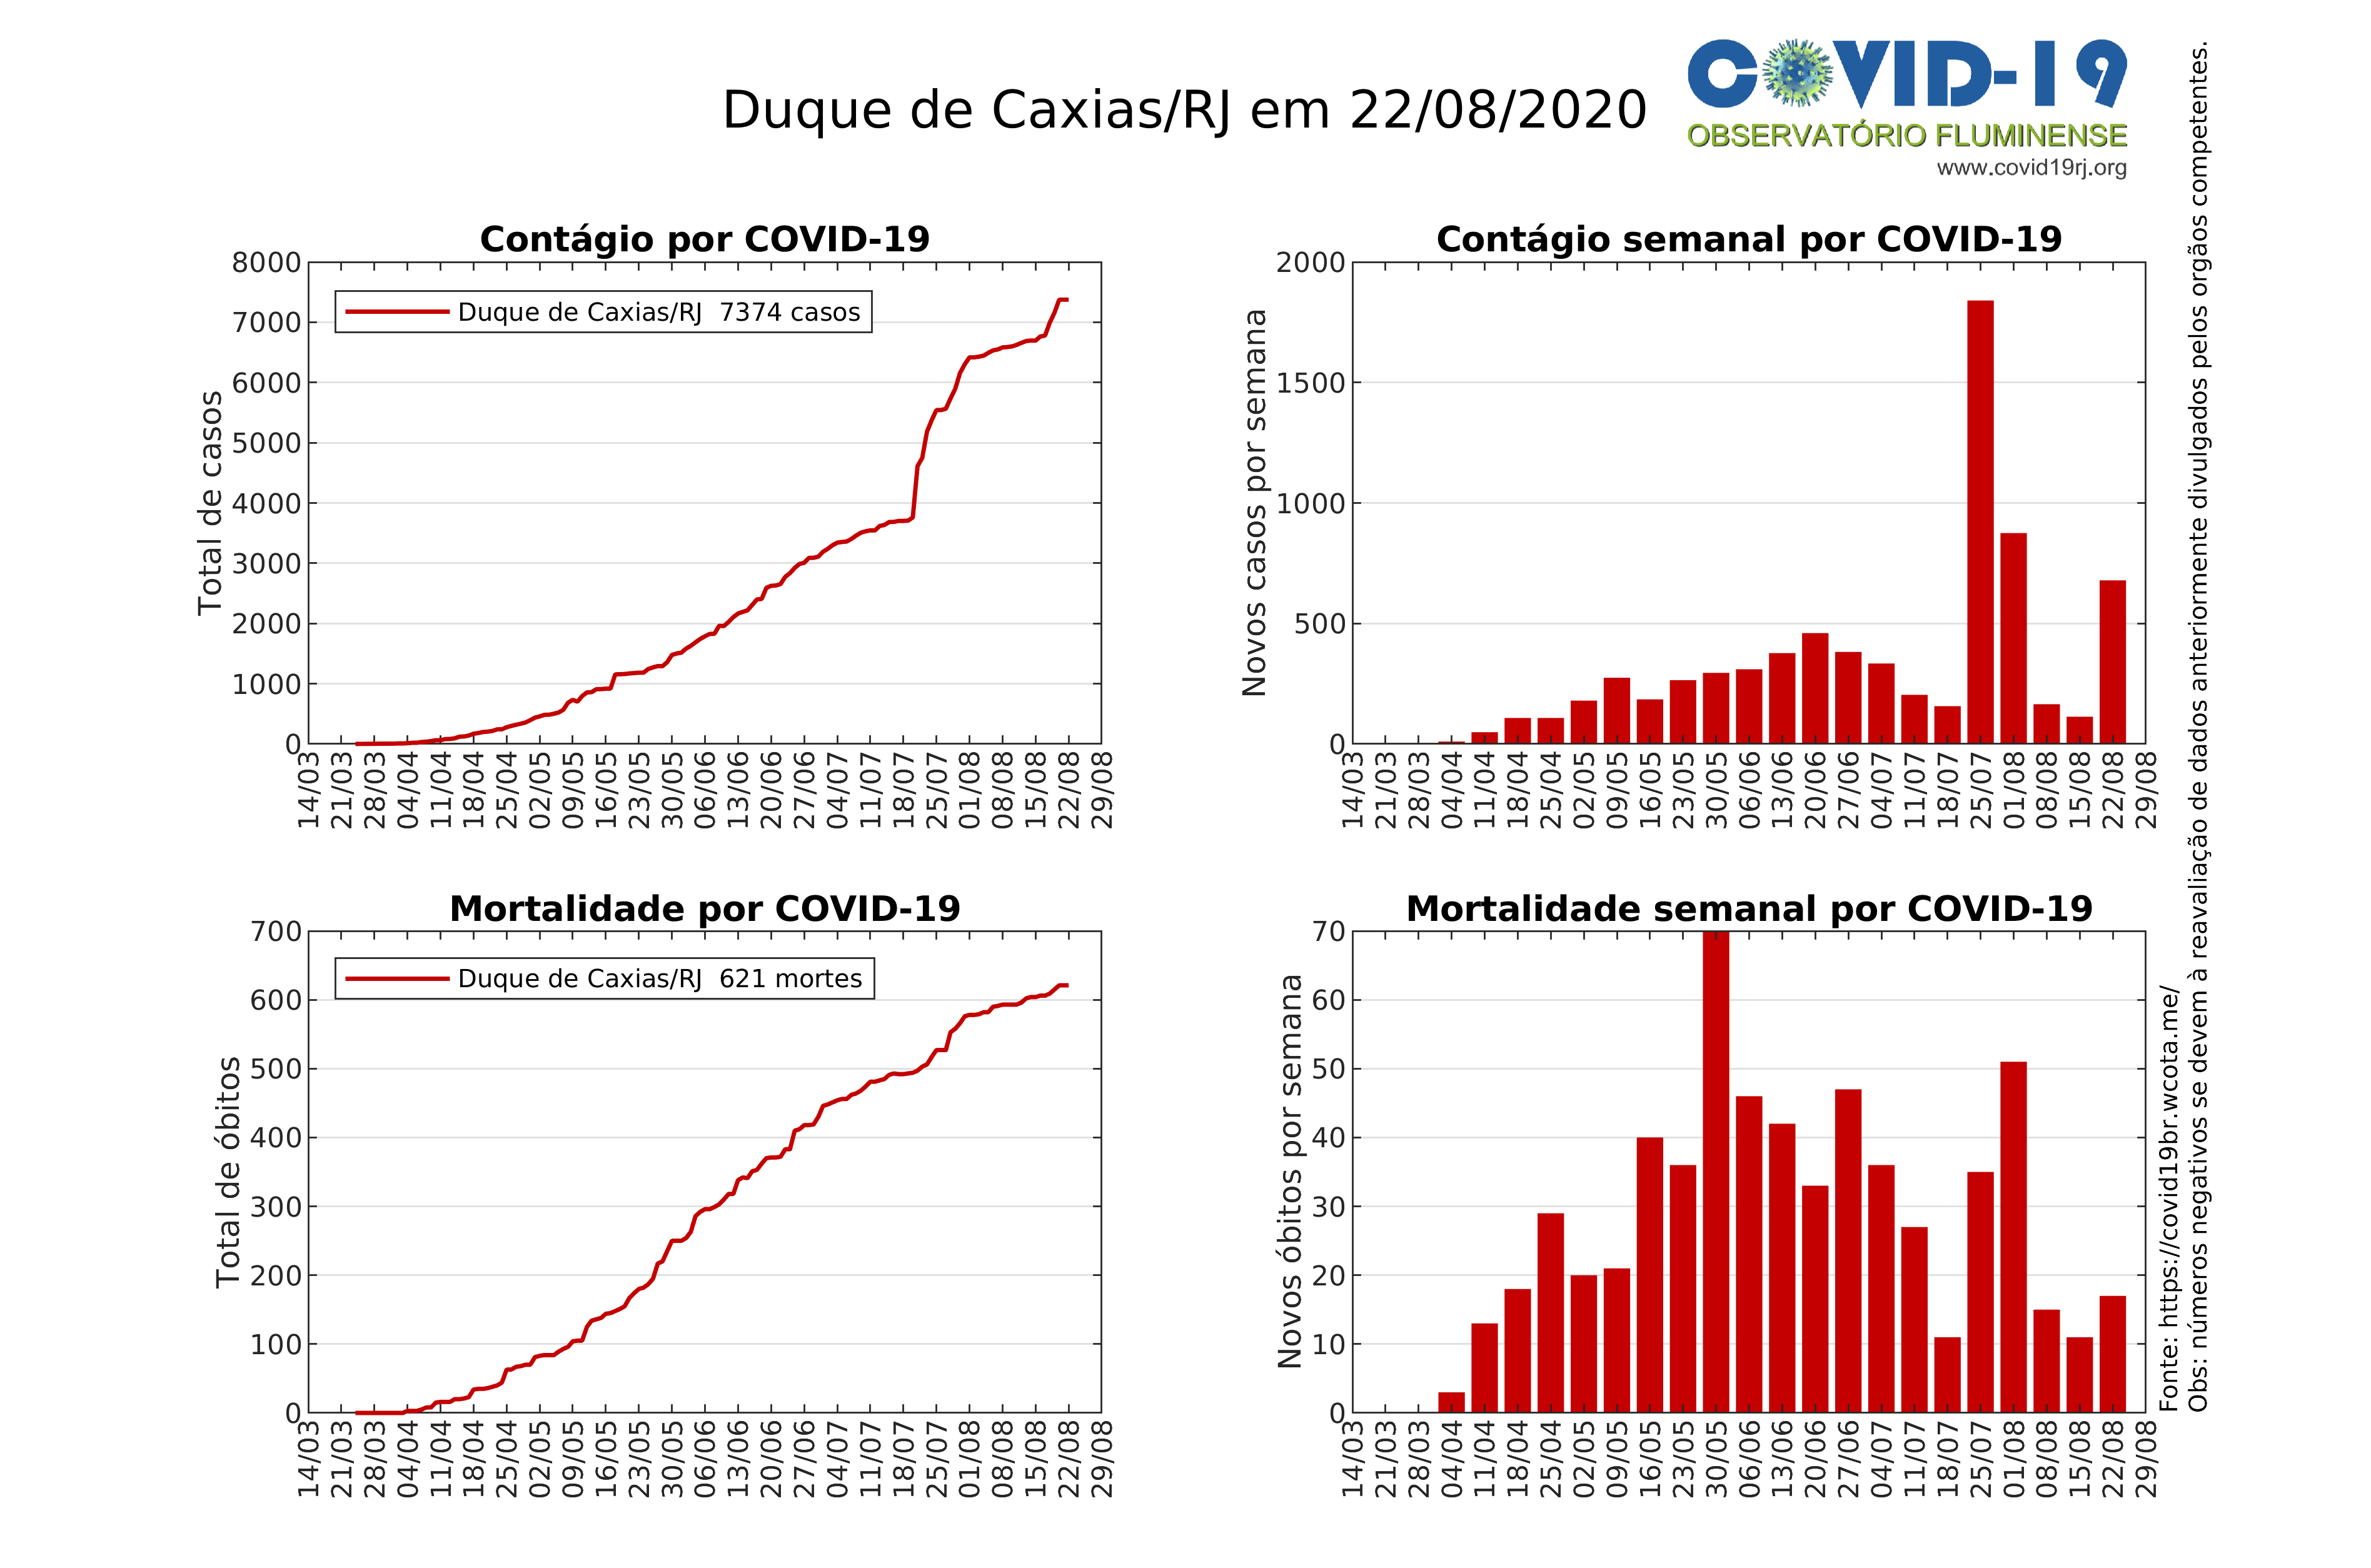 Duque de Caxias/RJ em 22/08/2020
COVID-19
OBSERVATÓRIO FLUMINENSE
www.covid19rj.org
Contágio por COVID-19
Total de casos
8000
7000
6000
5000
4000
3000
2000
1000
0
Duque de Caxias/RJ 7374 casos
14/03 21/03 28/03 04/04 11/04 18/04 25/04 02/05 09/05 16/05 23/05 30/05 06/06 13/06 20/06 27/06 04/07 11/07 18/07 25/07 01/08 08/08 15/08 22/08 29/08
Contágio semanal por COVID-19
Novos casos por semana
2000
1500
1000
500
0
14/03 21/03 28/03 04/04 11/04 18/04 25/04 02/05 09/05 16/05 23/05 30/05 06/06 13/06 20/06 27/06 04/07 11/07 18/07 25/07 01/08 08/08 15/08 22/08 29/08
Mortalidade por COVID-19
Total de óbitos
700
600
500
400
300
200
100
0
Duque de Caxias/RJ 621 mortes
14/03 21/03 28/03 04/04 11/04 18/04 25/04 02/05 09/05 16/05 23/05 30/05 06/06 13/06 20/06 27/06 04/07 11/07 18/07 25/07 01/08 08/08 15/08 22/08 29/08
Mortalidade semanal por COVID-19
Novos óbitos por semana
70
60
50
40
30
20
10
0
14/03 21/03 28/03 04/04 11/04 18/04 25/04 02/05 09/05 16/05 23/05 30/05 06/06 13/06 20/06 27/06 04/07 11/07 18/07 25/07 01/08 08/08 15/08 22/08 29/08
Fonte: https://covid19br.wcota.me/
Obs: números negativos se devem à reavaliação de dados anteriormente divulgados pelos orgãos competentes.